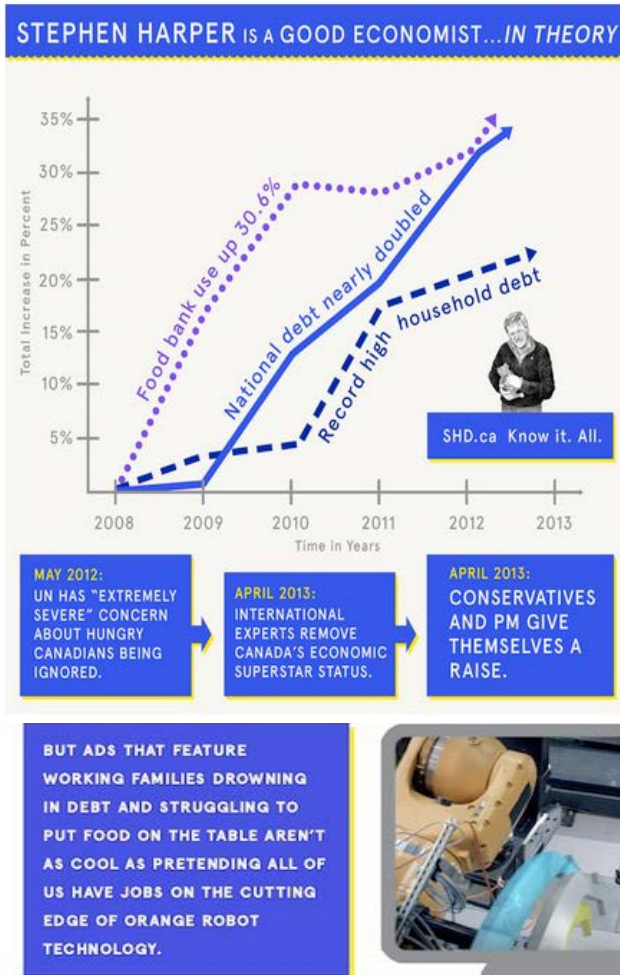 STEPHEN HARPER IS A GOOD ECONOMIST...IN THEORY
Total Increase in Percent
35%
30%
25%
20%
15%
10%
5%
Food bank use up 30.6%
National debt nearly doubled
Record high household debt
SHD.ca Know it. All.
2008 2009 2010 2011 2012 2013
Time in Years
MAY 2012:
UN HAS "EXTREMELY
SEVERE" CONCERN
ABOUT HUNGRY
CANADIANS BEING
IGNORED.
APRIL 2013:
INTERNATIONAL
EXPERTS REMOVE
CANADA'S ECONOMIC
SUPERSTAR STATUS.
APRIL 2013:
CONSERVATIVES
AND PM GIVE
THEMSELVES A
RAISE.
BUT ADS THAT FEATURE
WORKING FAMILIES DROWNING
IN DEBT AND STRUGGLING TO
PUT FOOD ON THE TABLE AREN'T
AS COOL AS PRETENDING ALL OF
US HAVE JOBS ON THE CUTTING
EDGE OF ORANGE ROBOT
TECHNOLOGY.